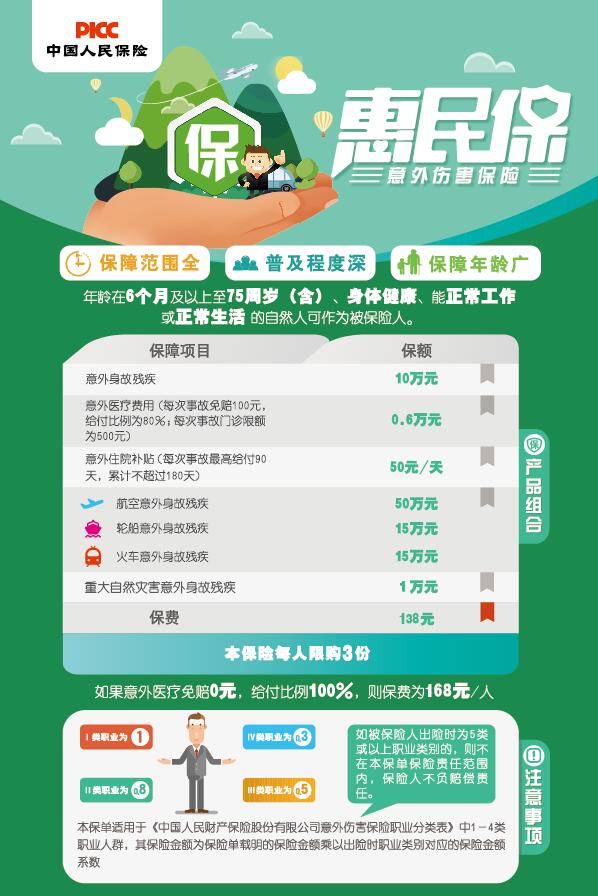 PICC
中国人民保险
保
惠民保
意外伤害保险
保障范围全
普及程度深
保障年龄广
年龄在6个月及以上至75周岁（含）、身体健康、能正常工作
或正常生活 的自然人可作为被保险人。
保障项目 保额
意外身故残疾 10万元
意外医疗费用（每次事故免赔100元，
给付比例为80%；每次事故门诊限额
为500元） 0.6万元
意外住院补贴（每次事故最高给付90
天，累计不超过180天） 50元/天
航空意外身故残疾 50万元
轮船意外身故残疾 15万元
火车意外身故残疾 15万元
重大自然灾害意外身故残疾 1万元
保费 138元
保
产品组合
本保险每人限购3份
如果意外医疗免赔0元，给付比例100%，则保费为168元/人
I 类职业为 1
IV类职业为 0.3
II类职业为 0.8
III类职业为 0.5
如被保险人出险时为5类
或以上职业类别的，则不
在本保单保险责任范围
内，保险人不负赔偿责
任。
注意事项
本保单适用于《中国人民财产保险股份有限公司意外伤害保险职业分类表》中1-4类
职业人群，其保险金额为保险单载明的保险金额乘以出险时职业类别对应的保险金额
系数